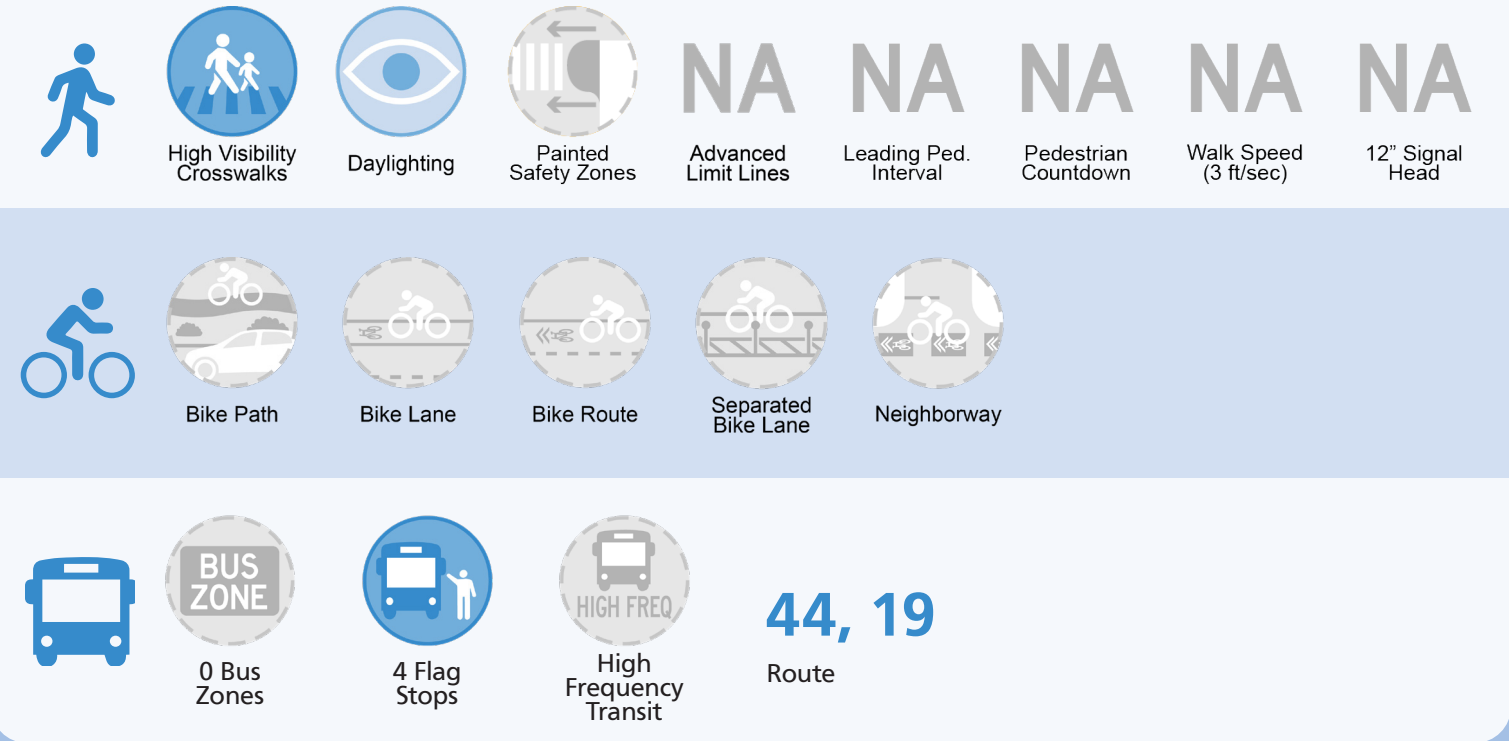 NA NA NA NA NA
High Visibility
Crosswalks
Daylighting
Painted
Safety Zones
Advanced
Limit Lines
Leading Ped.
Interval
Pedestrian
Countdown
Walk Speed
(3 ft/sec)
12” Signal
Head
Bike Path
Bike Lane
Bike Route
Separated
Bike Lane
Neighborway
BUS
ZONE
0 Bus
Zones
4 Flag
Stops
HIGH FREQ
High
Frequency
Transit
44, 19
Route